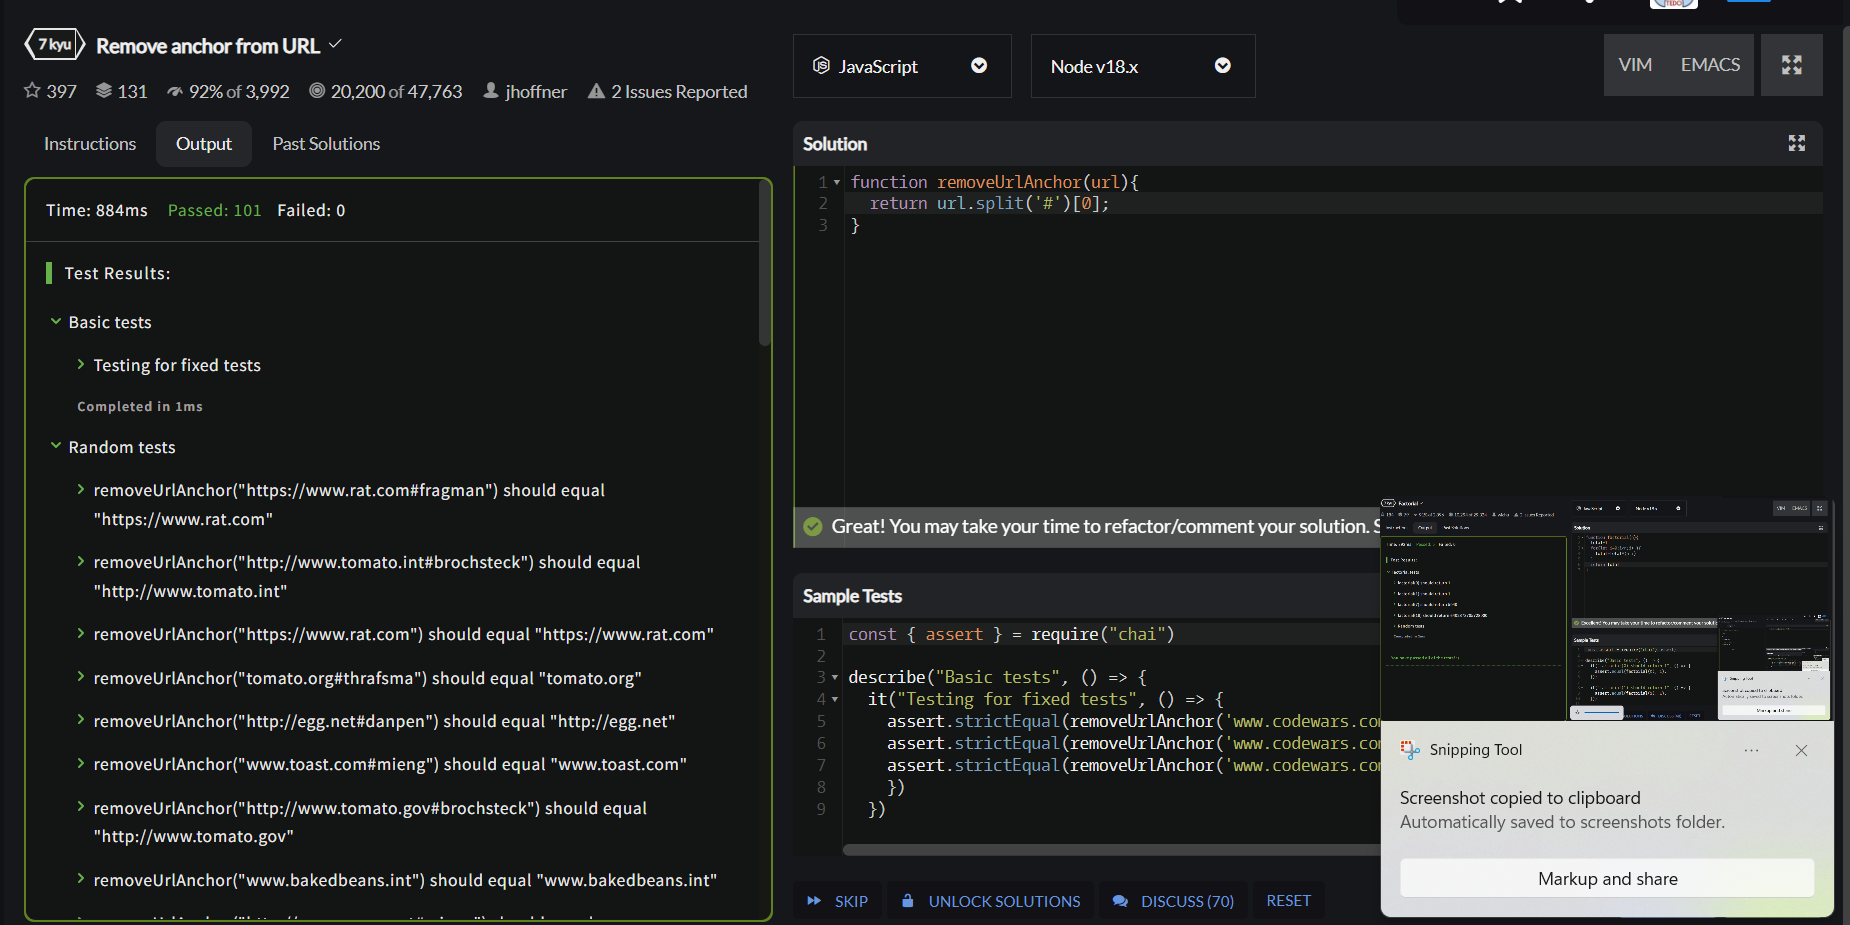 7 kyu
Remove anchor from URL
397
131
92% of 3,992
20,200 of 47,763
jhoffner
2 Issues Reported
JavaScript
Node v18.x
VIM
EMACS
TEDO
Instructions
Output
Past Solutions
Time: 884ms
Passed: 101
Failed: 0
Test Results:
Basic tests
Testing for fixed tests
Completed in 1ms
Random tests
removeUrlAnchor("https://www.rat.com#fragman") should equal
"https://www.rat.com"
removeUrlAnchor("http://www.tomato.int#brochsteck") should equal
"http://www.tomato.int"
removeUrlAnchor("https://www.rat.com") should equal "https://www.rat.com"
removeUrlAnchor("tomato.org#thrafsma") should equal "tomato.org"
removeUrlAnchor("http://egg.net#danpen") should equal "http://egg.net"
removeUrlAnchor("www.toast.com#mieng") should equal "www.toast.com"
removeUrlAnchor("http://www.tomato.gov#brochsteck") should equal
"http://www.tomato.gov"
removeUrlAnchor("www.bakedbeans.int") should equal "www.bakedbeans.int"
Solution
1 function removeUrlAnchor(url){
2 return url.split('#')[0];
3 }
Great! You may take your time to refactor/comment your solution. S
Sample Tests
1 const { assert } = require("chai")
2
3 describe("Basic tests", () => {
4 it("Testing for fixed tests", () => {
5 assert.strictEqual(removeUrlAnchor('www.codewars.co
6 assert.strictEqual(removeUrlAnchor('www.codewars.co
7 assert.strictEqual(removeUrlAnchor('www.codewars.co
8 })
9 })
SKIP
UNLOCK SOLUTIONS
DISCUSS (70)
RESET
Factorial
Snipping Tool
Screenshot copied to clipboard
Automatically saved to screenshots folder.
Markup and share